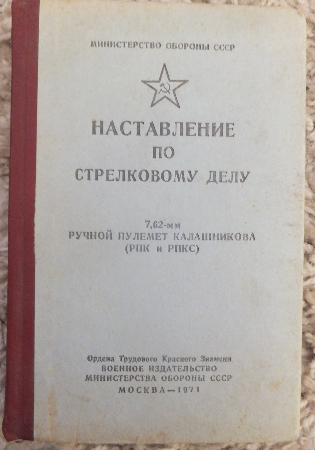 МИНИСТЕРСТВО ОБОРОНЫ СССР
НАСТАВЛЕНИЕ
ПО
СТРЕЛКОВОМУ ДЕЛУ
7,62-мм
РУЧНОЙ ПУЛЕМЕТ КАЛАШНИКОВА
(РПК и РПКС)
Ордена Трудового Красного Знамени
ВОЕННОЕ ИЗДАТЕЛЬСТВО
МИНИСТЕРСТВА ОБОРОНЫ СССР
МОСКВА—1971